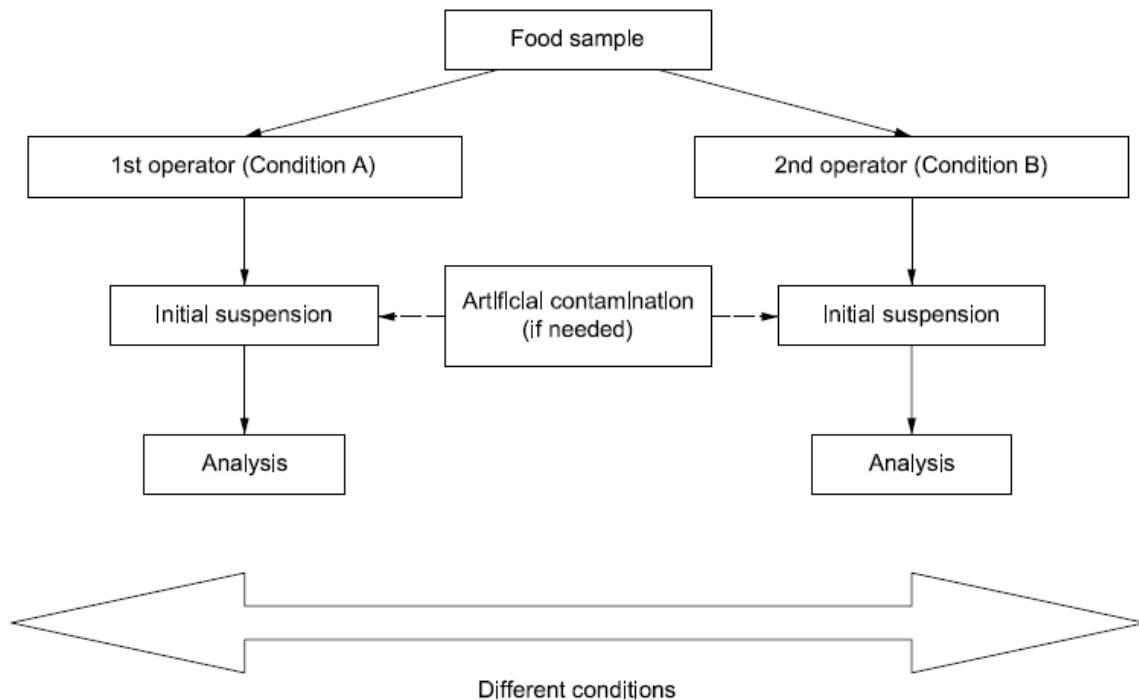 Food sample
1st operator (Condition A)
2nd operator (Condition B)
Initial suspension
Artificial contamination
(if needed)
Initial suspension
Analysis
Analysis
Different conditions